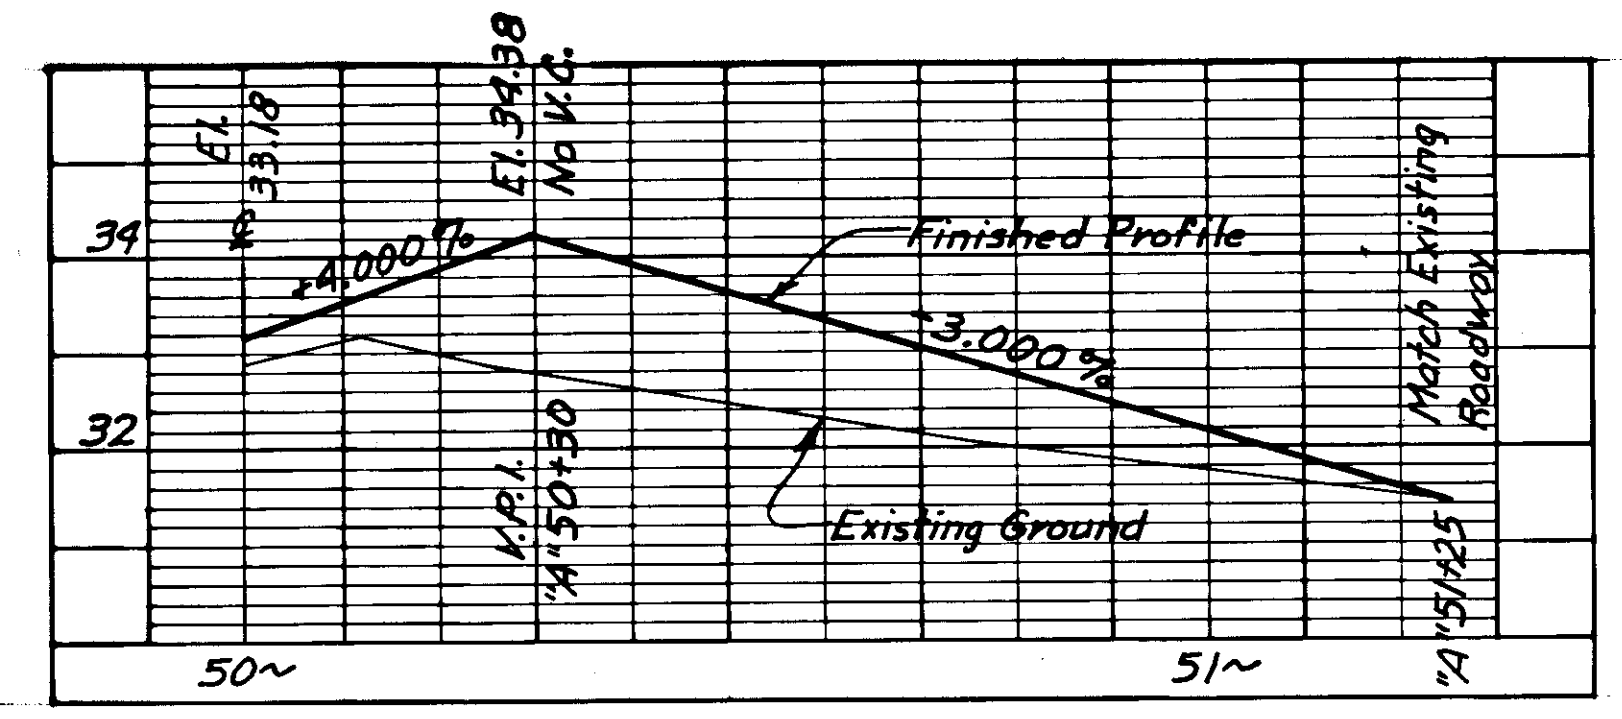 El.
33.18
℄
El. 34.38
No V.C.
34
+4.000%
Finished Profile
-3.000%
Match Existing
Roadway
32
V.P.I.
"A" 50+30
Existing Ground
"A" 51+25
50~
51~